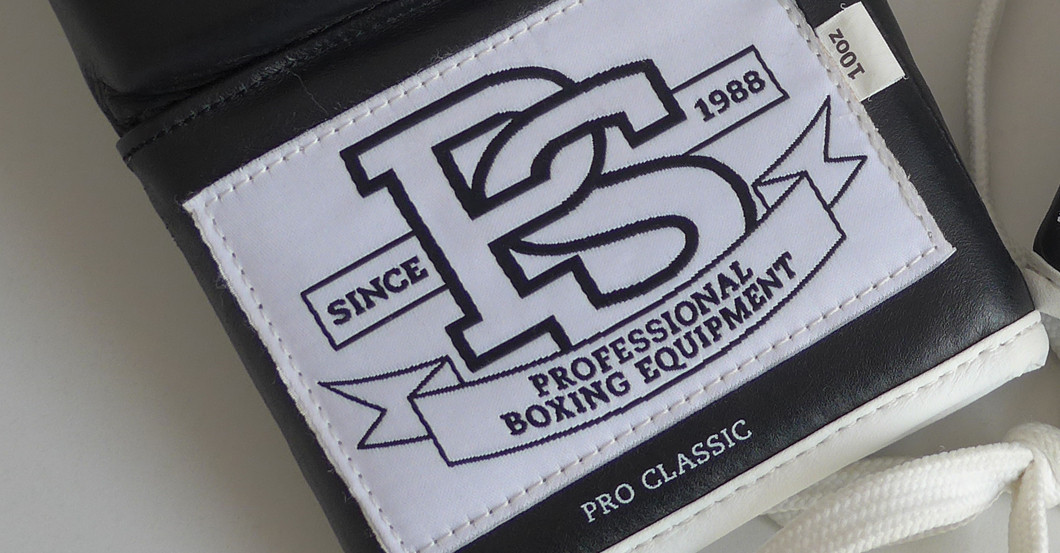 PS
SINCE 1988
PROFESSIONAL
BOXING EQUIPMENT
PRO CLASSIC
10oz